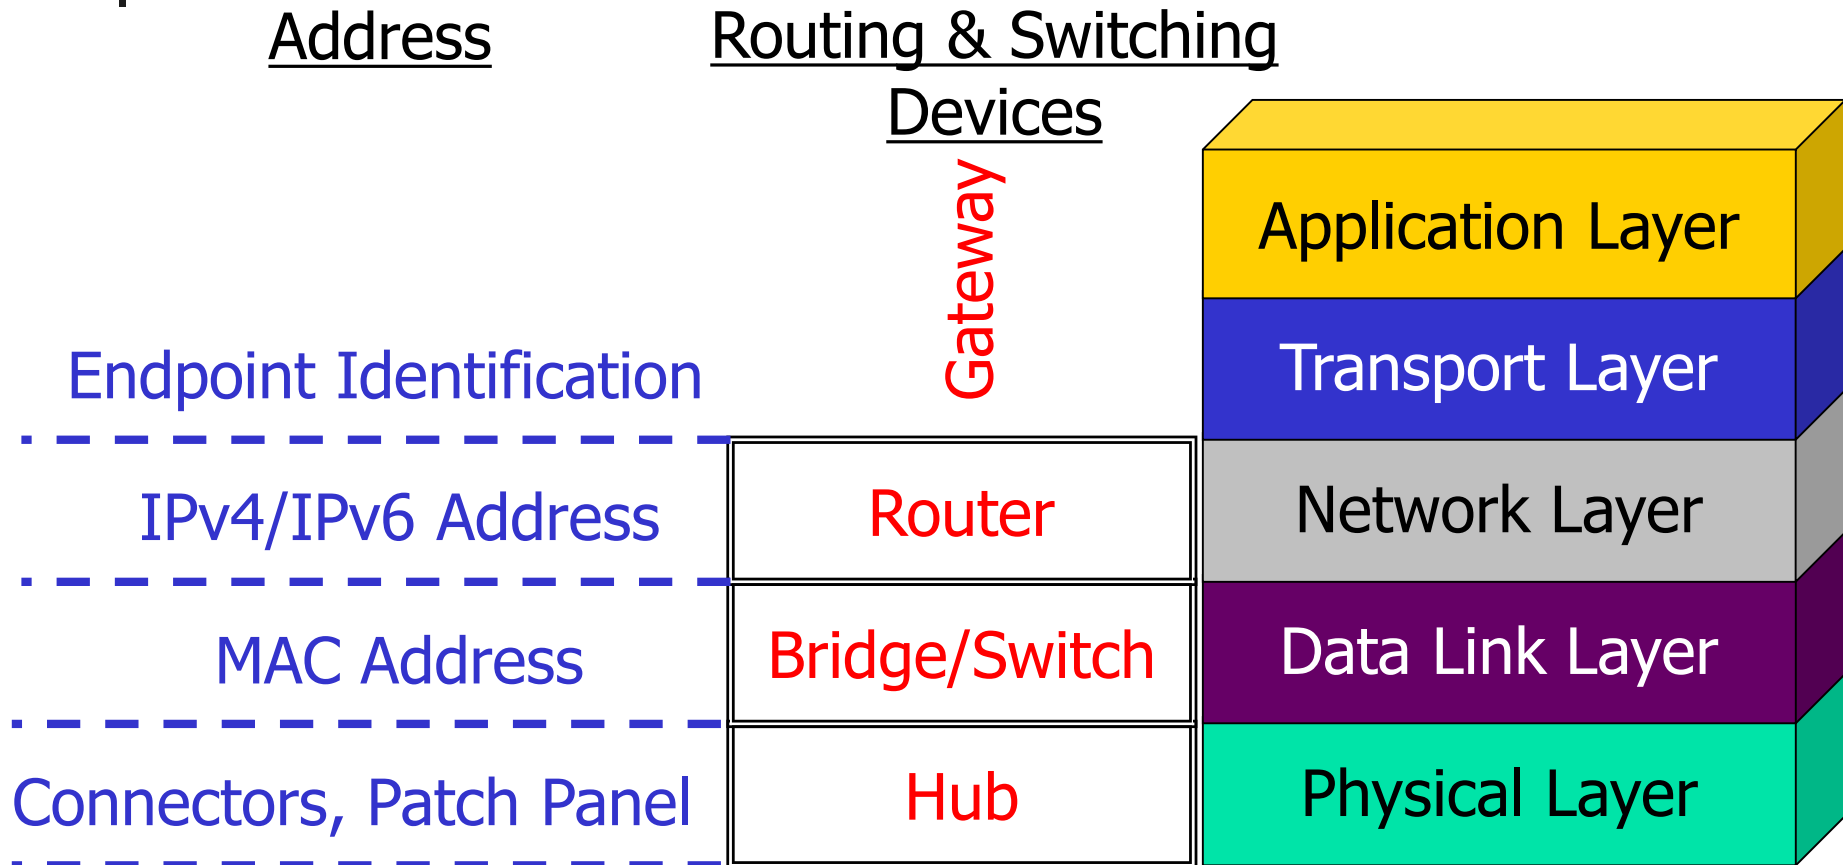 Address
Routing & Switching
Devices
Gateway
Application Layer
Endpoint Identification
Transport Layer
IPv4/IPv6 Address
Router
Network Layer
MAC Address
Bridge/Switch
Data Link Layer
Connectors, Patch Panel
Hub
Physical Layer